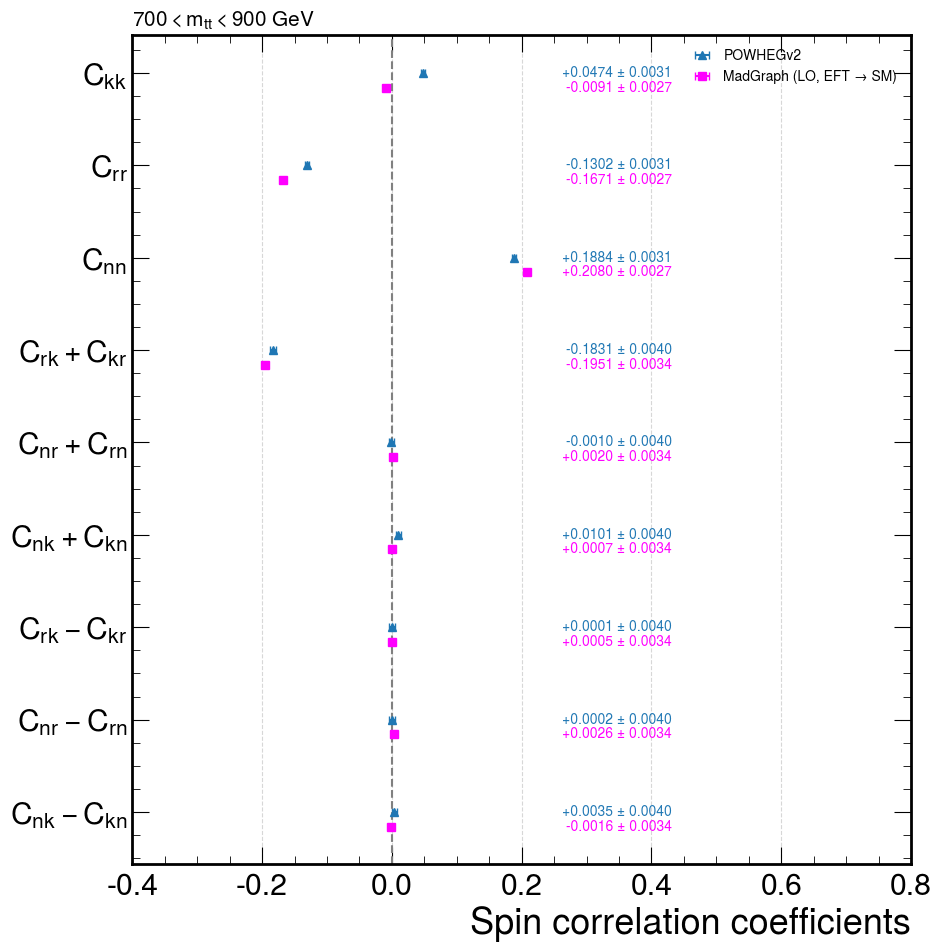 700 < m_tt < 900 GeV
POWHEGv2
MadGraph (LO, EFT → SM)
C_kk
+0.0474 ± 0.0031
-0.0091 ± 0.0027
C_rr
-0.1302 ± 0.0031
-0.1671 ± 0.0027
C_nn
+0.1884 ± 0.0031
+0.2080 ± 0.0027
C_rk + C_kr
-0.1831 ± 0.0040
-0.1951 ± 0.0034
C_nr + C_rn
-0.0010 ± 0.0040
+0.0020 ± 0.0034
C_nk + C_kn
+0.0101 ± 0.0040
+0.0007 ± 0.0034
C_rk − C_kr
+0.0001 ± 0.0040
+0.0005 ± 0.0034
C_nr − C_rn
+0.0002 ± 0.0040
+0.0026 ± 0.0034
C_nk − C_kn
+0.0035 ± 0.0040
-0.0016 ± 0.0034
-0.4 -0.2 0.0 0.2 0.4 0.6 0.8
Spin correlation coefficients